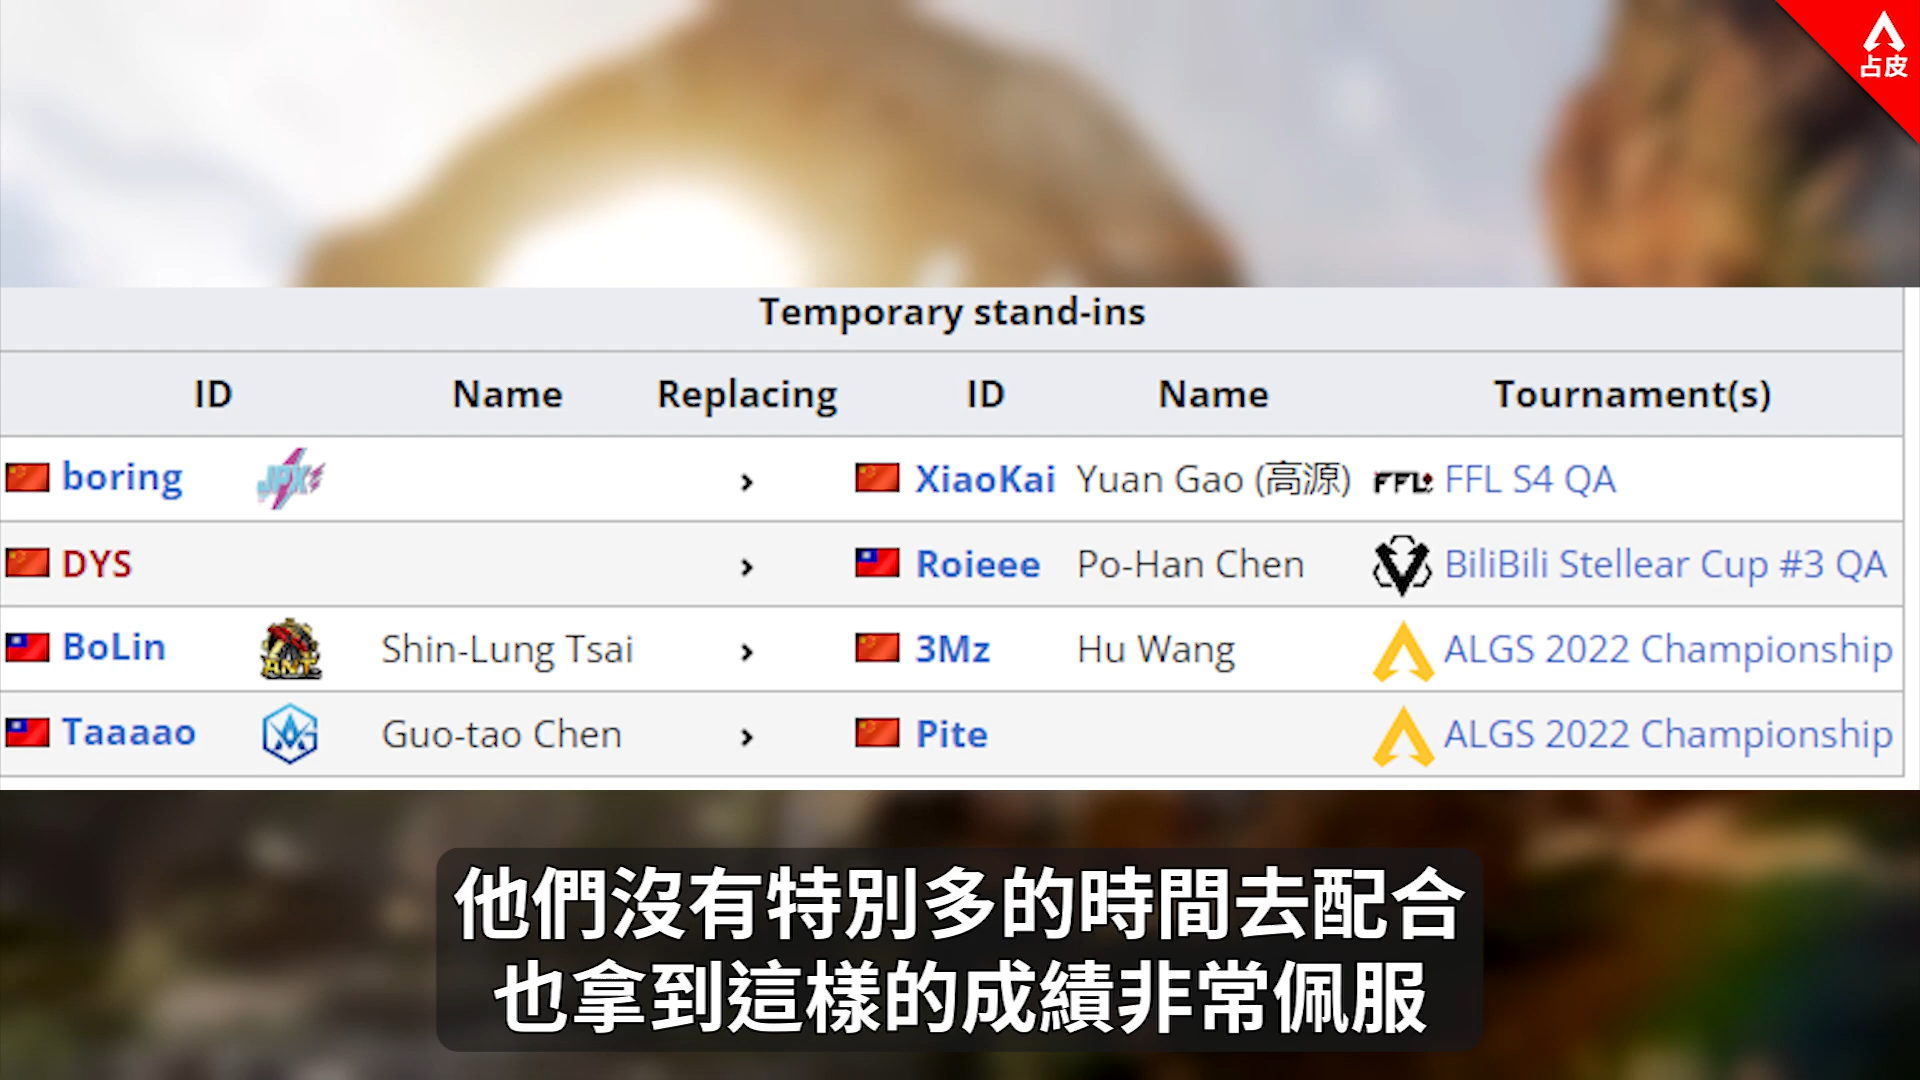 占皮
Temporary stand-ins
ID Name Replacing ID Name Tournament(s)
boring JPX > XiaoKai Yuan Gao (高源) FFL FFL S4 QA
DYS > Roieee Po-Han Chen BiliBili Stellear Cup #3 QA
BoLin ANT Shin-Lung Tsai > 3Mz Hu Wang ALGS 2022 Championship
Taaaao Guo-tao Chen > Pite ALGS 2022 Championship
他們沒有特別多的時間去配合
也拿到這樣的成績非常佩服